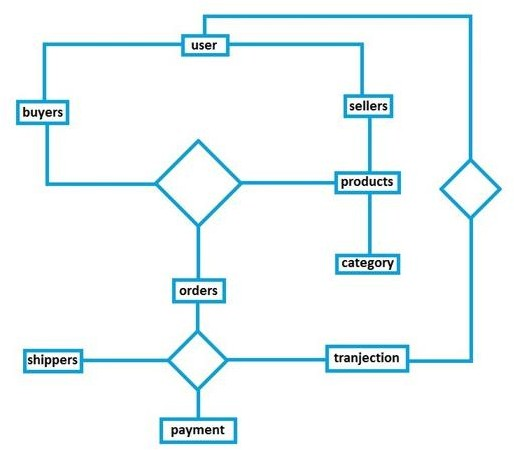 user
buyers
sellers
products
category
orders
shippers
tranjection
payment